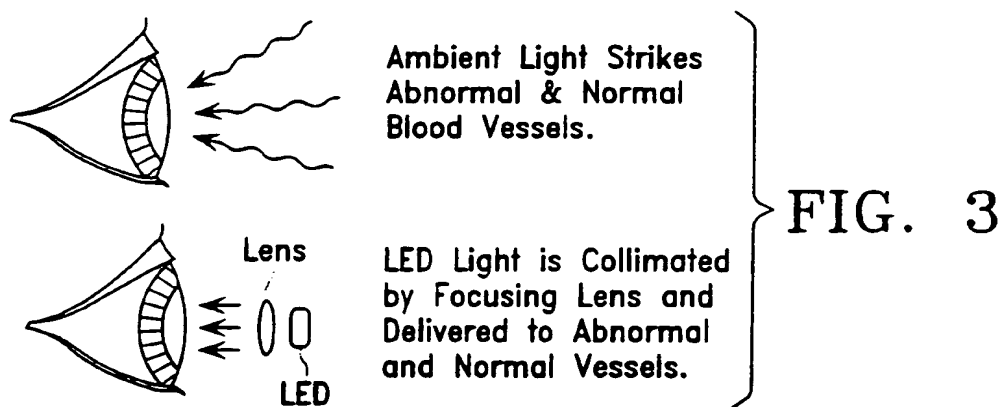 Ambient Light Strikes
Abnormal & Normal
Blood Vessels.
FIG. 3
Lens
LED
LED Light is Collimated
by Focusing Lens and
Delivered to Abnormal
and Normal Vessels.